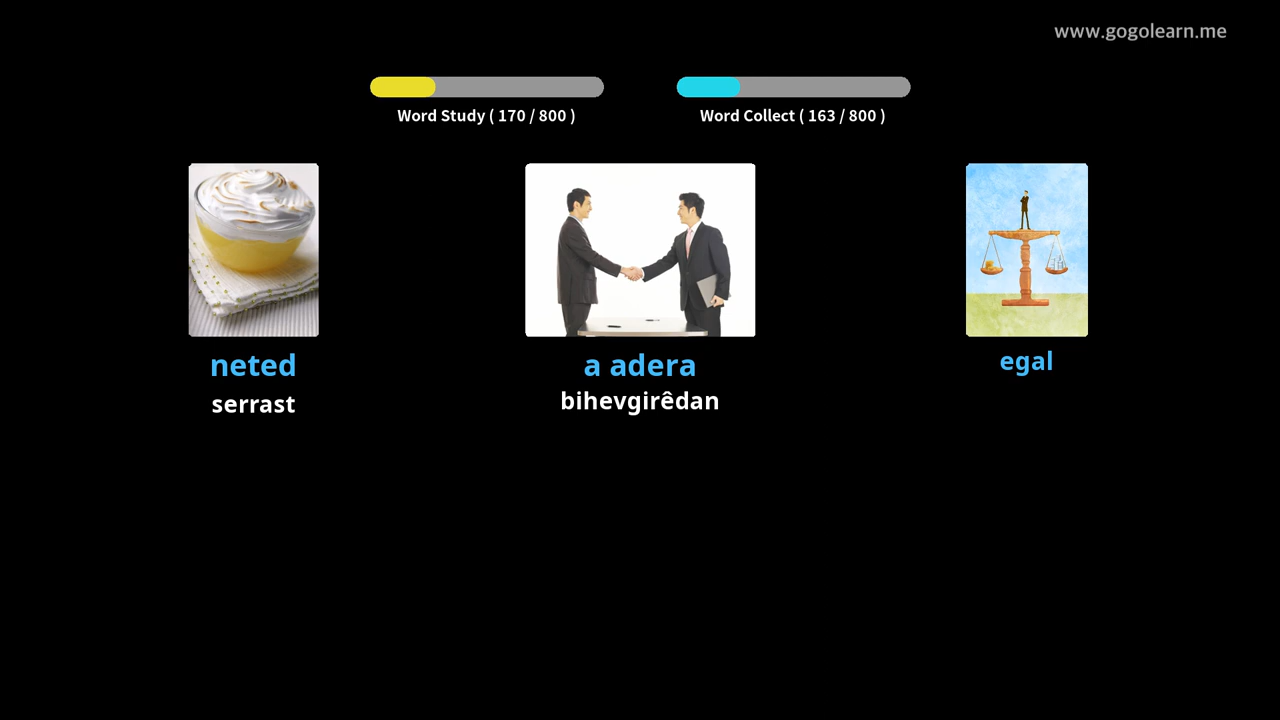 www.gogolearn.me
Word Study ( 170 / 800 )
Word Collect ( 163 / 800 )
neted
serrast
a adera
bihevgirêdan
egal